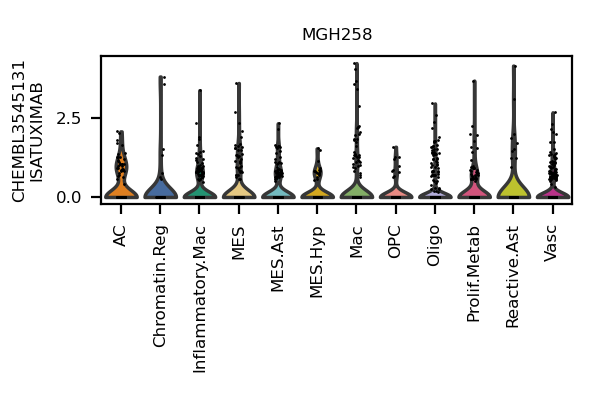 MGH258
CHEMBL3545131
ISATUXIMAB
2.5
0.0
AC
Chromatin.Reg
Inflammatory.Mac
MES
MES.Ast
MES.Hyp
Mac
OPC
Oligo
Prolif.Metab
Reactive.Ast
Vasc